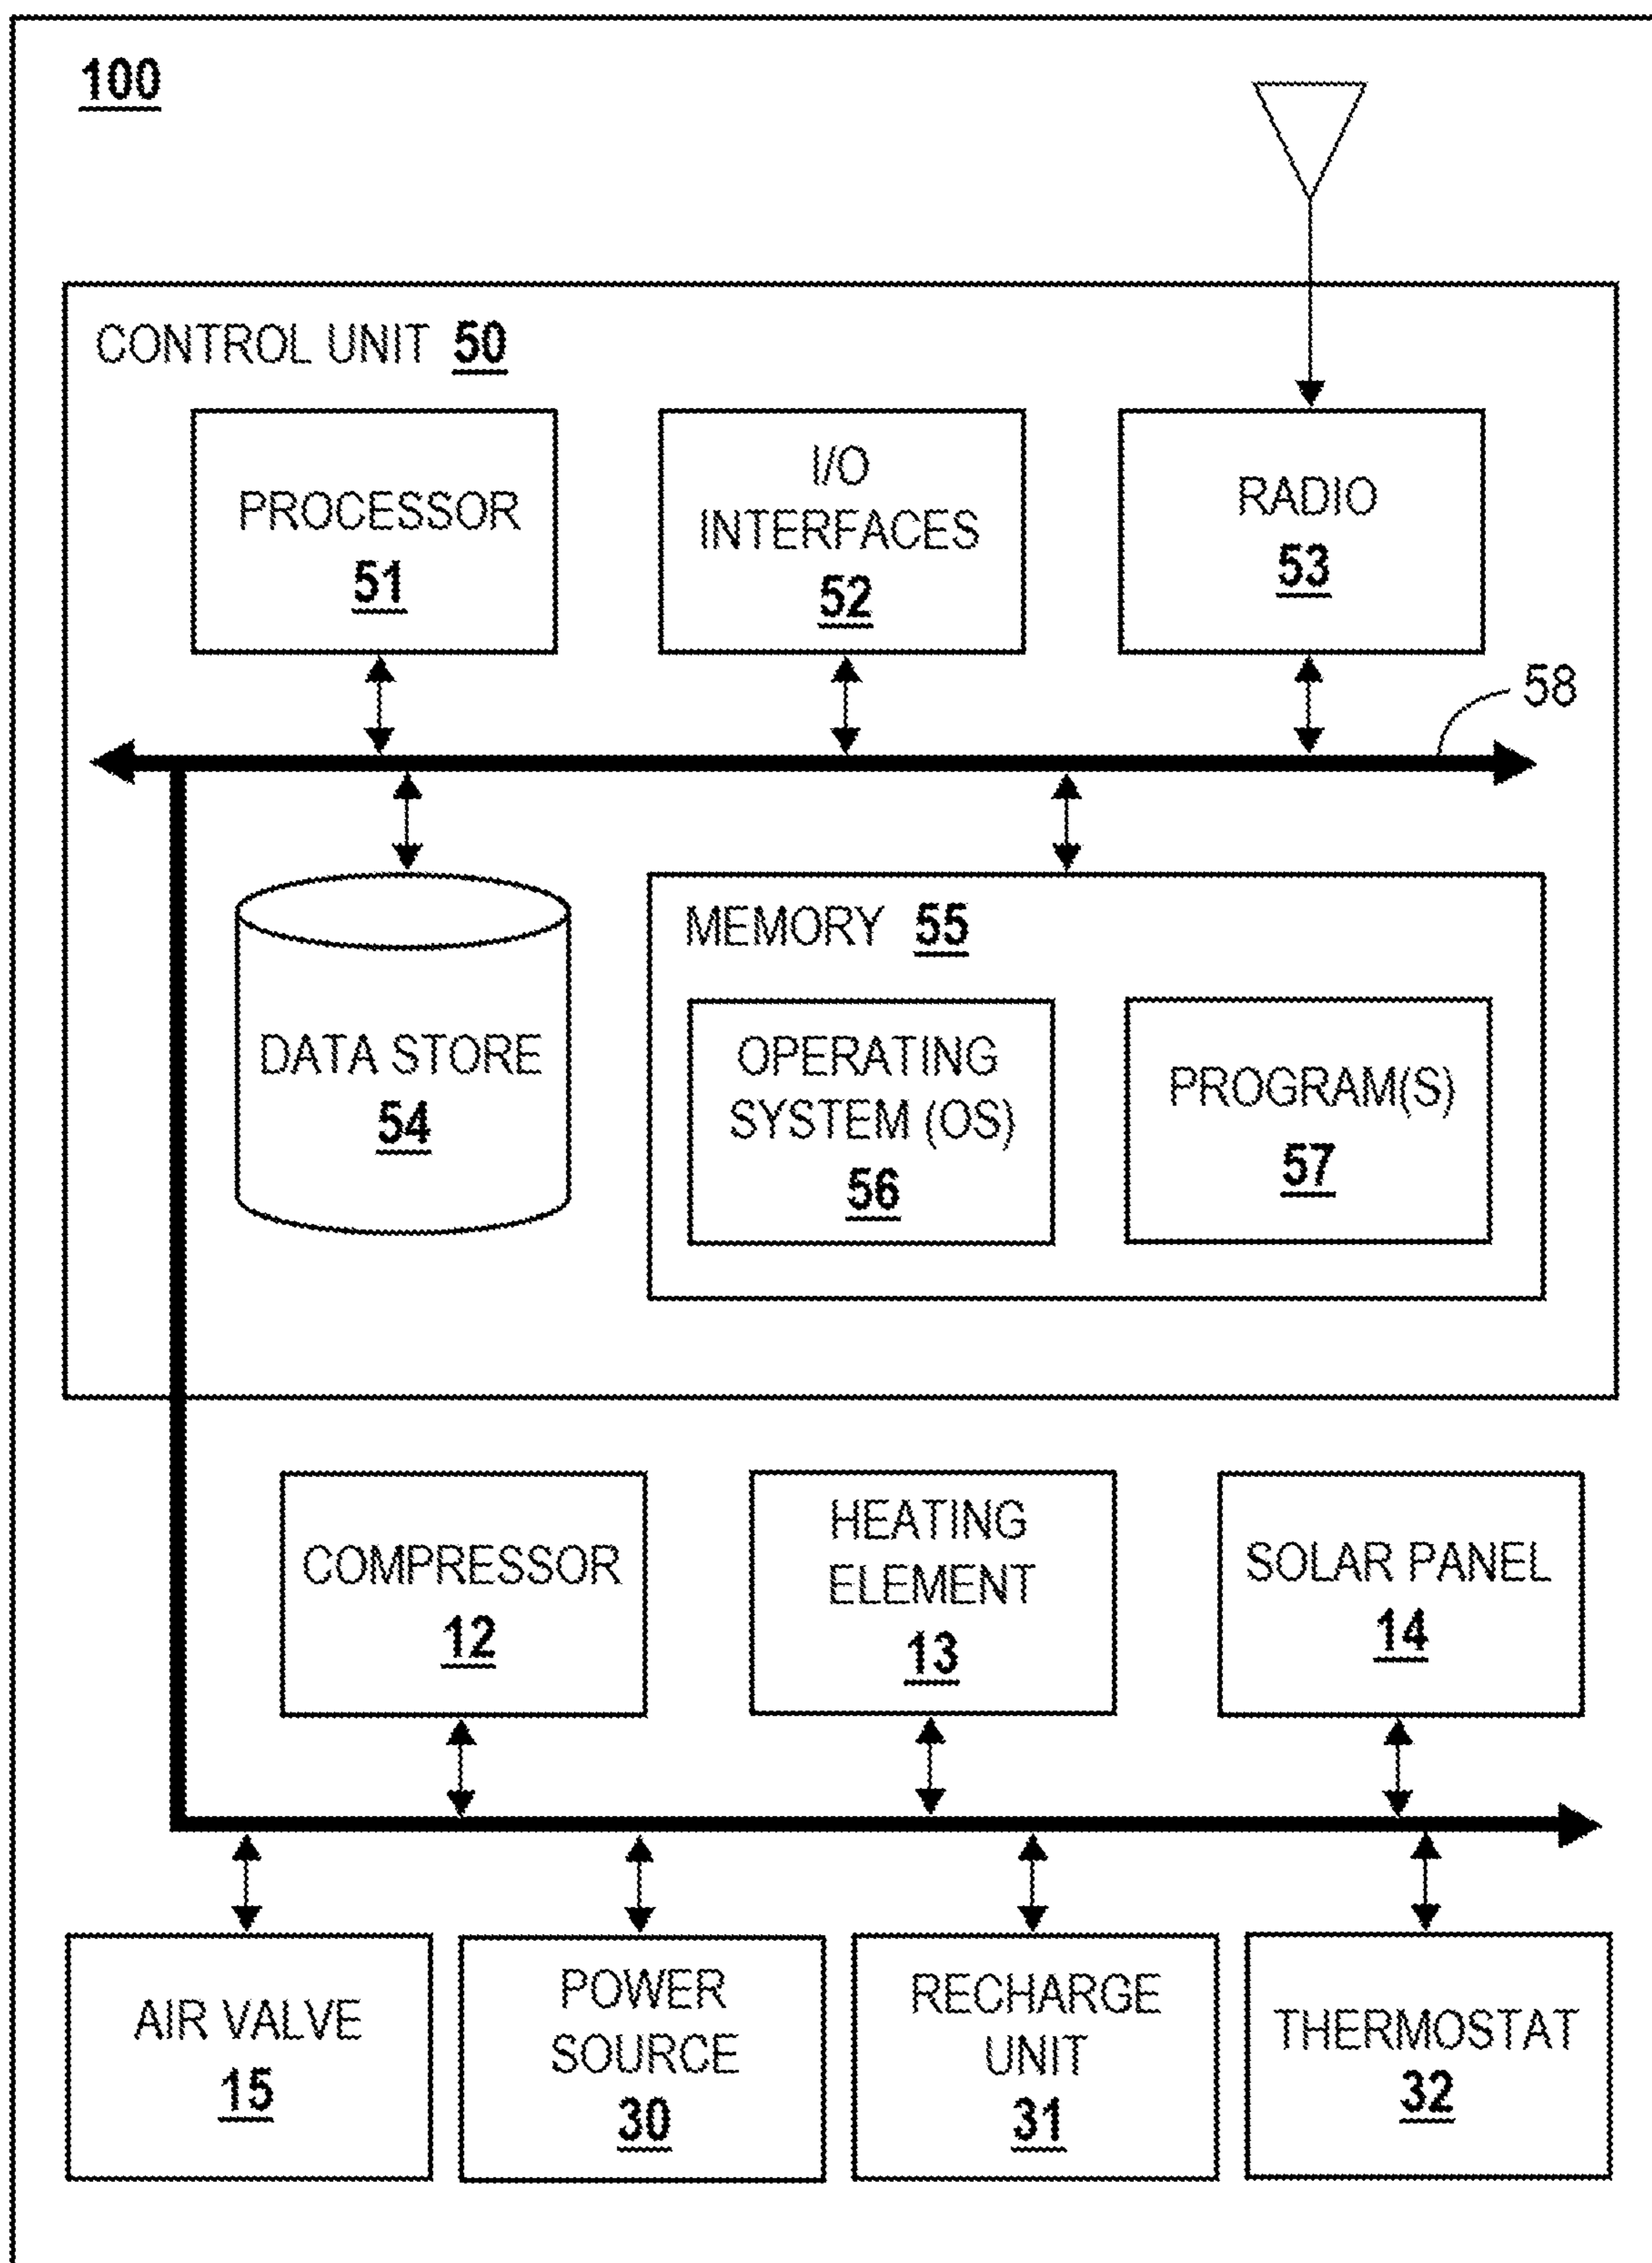 100
CONTROL UNIT 50
PROCESSOR
51
I/O
INTERFACES
52
RADIO
53
58
DATA STORE
54
MEMORY 55
OPERATING
SYSTEM (OS)
56
PROGRAM(S)
57
COMPRESSOR
12
HEATING
ELEMENT
13
SOLAR PANEL
14
AIR VALVE
15
POWER
SOURCE
30
RECHARGE
UNIT
31
THERMOSTAT
32